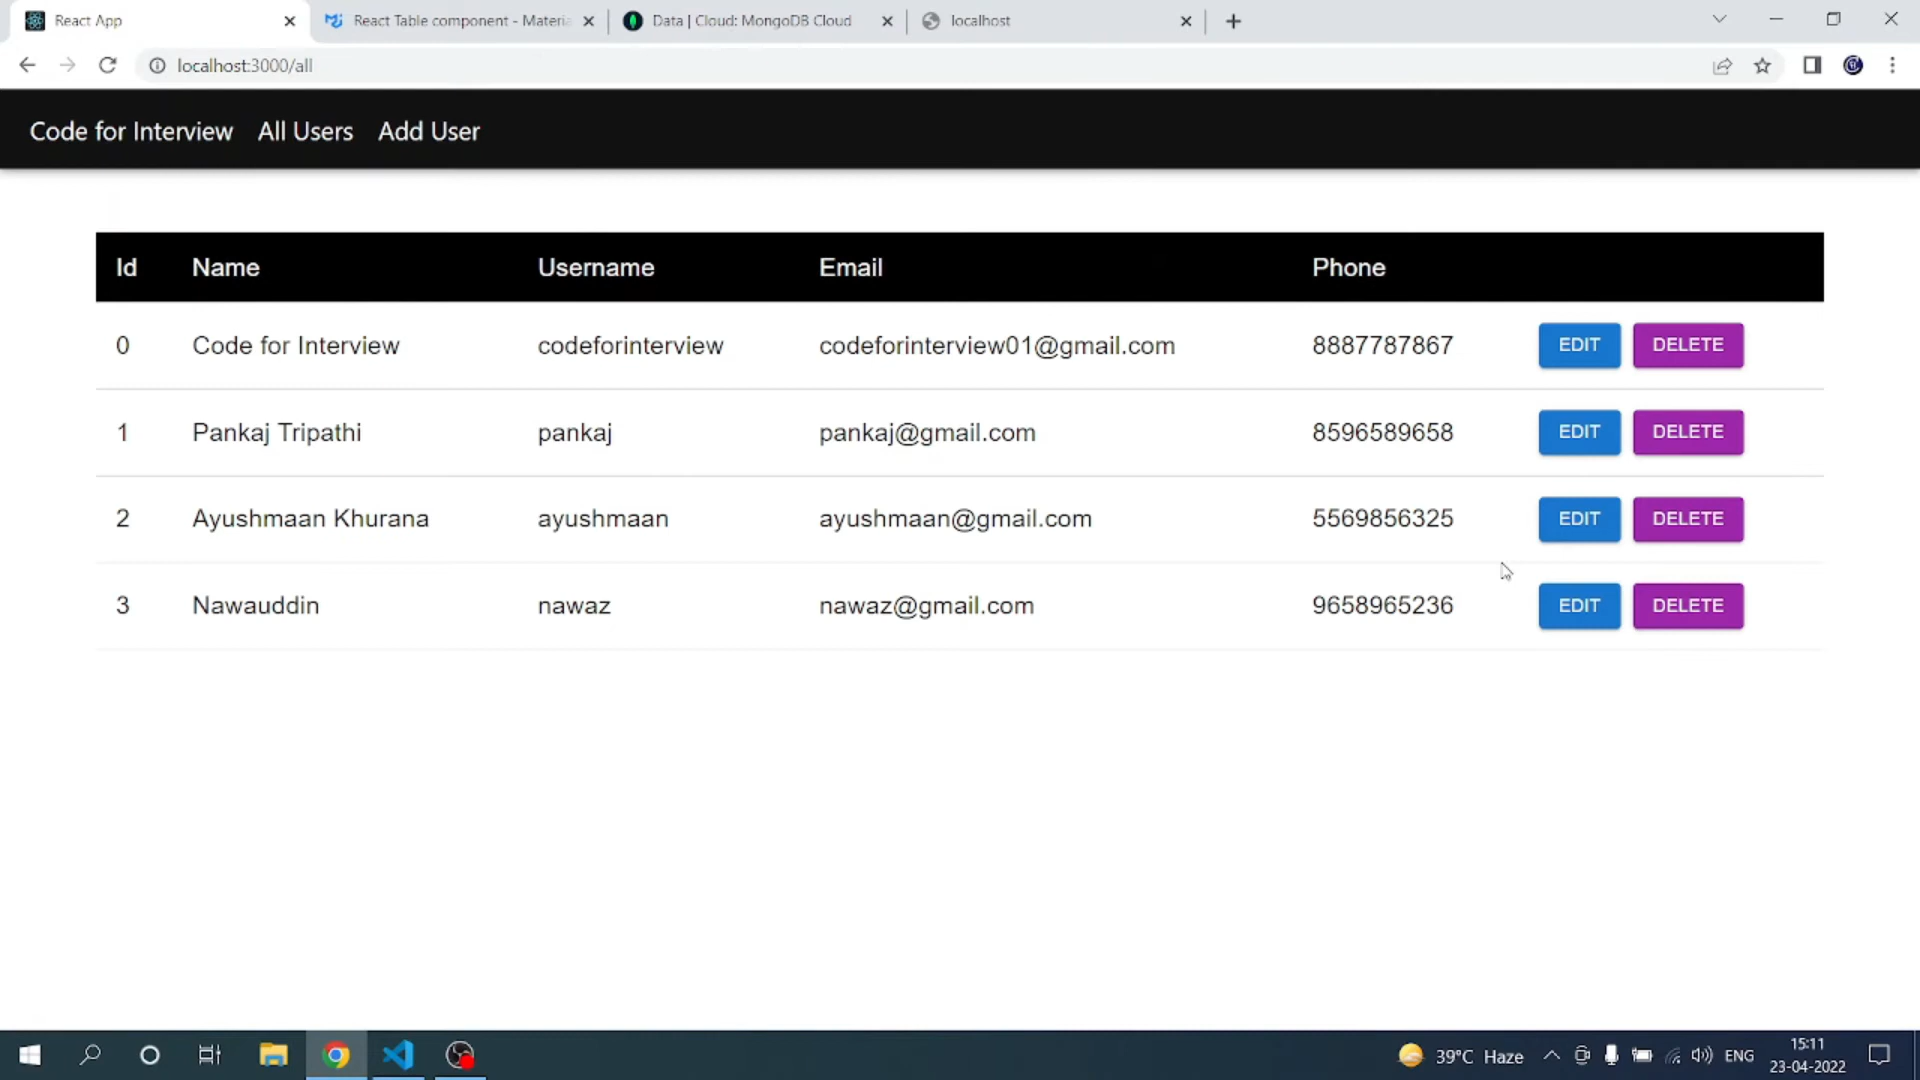 React App
React Table component - Materia
Data | Cloud: MongoDB Cloud
localhost
localhost:3000/all
Code for Interview All Users Add User
Id Name Username Email Phone
0 Code for Interview codeforinterview codeforinterview01@gmail.com 8887787867 EDIT DELETE
1 Pankaj Tripathi pankaj pankaj@gmail.com 8596589658 EDIT DELETE
2 Ayushmaan Khurana ayushmaan ayushmaan@gmail.com 5569856325 EDIT DELETE
3 Nawauddin nawaz nawaz@gmail.com 9658965236 EDIT DELETE
39°C Haze
ENG
15:11
23-04-2022